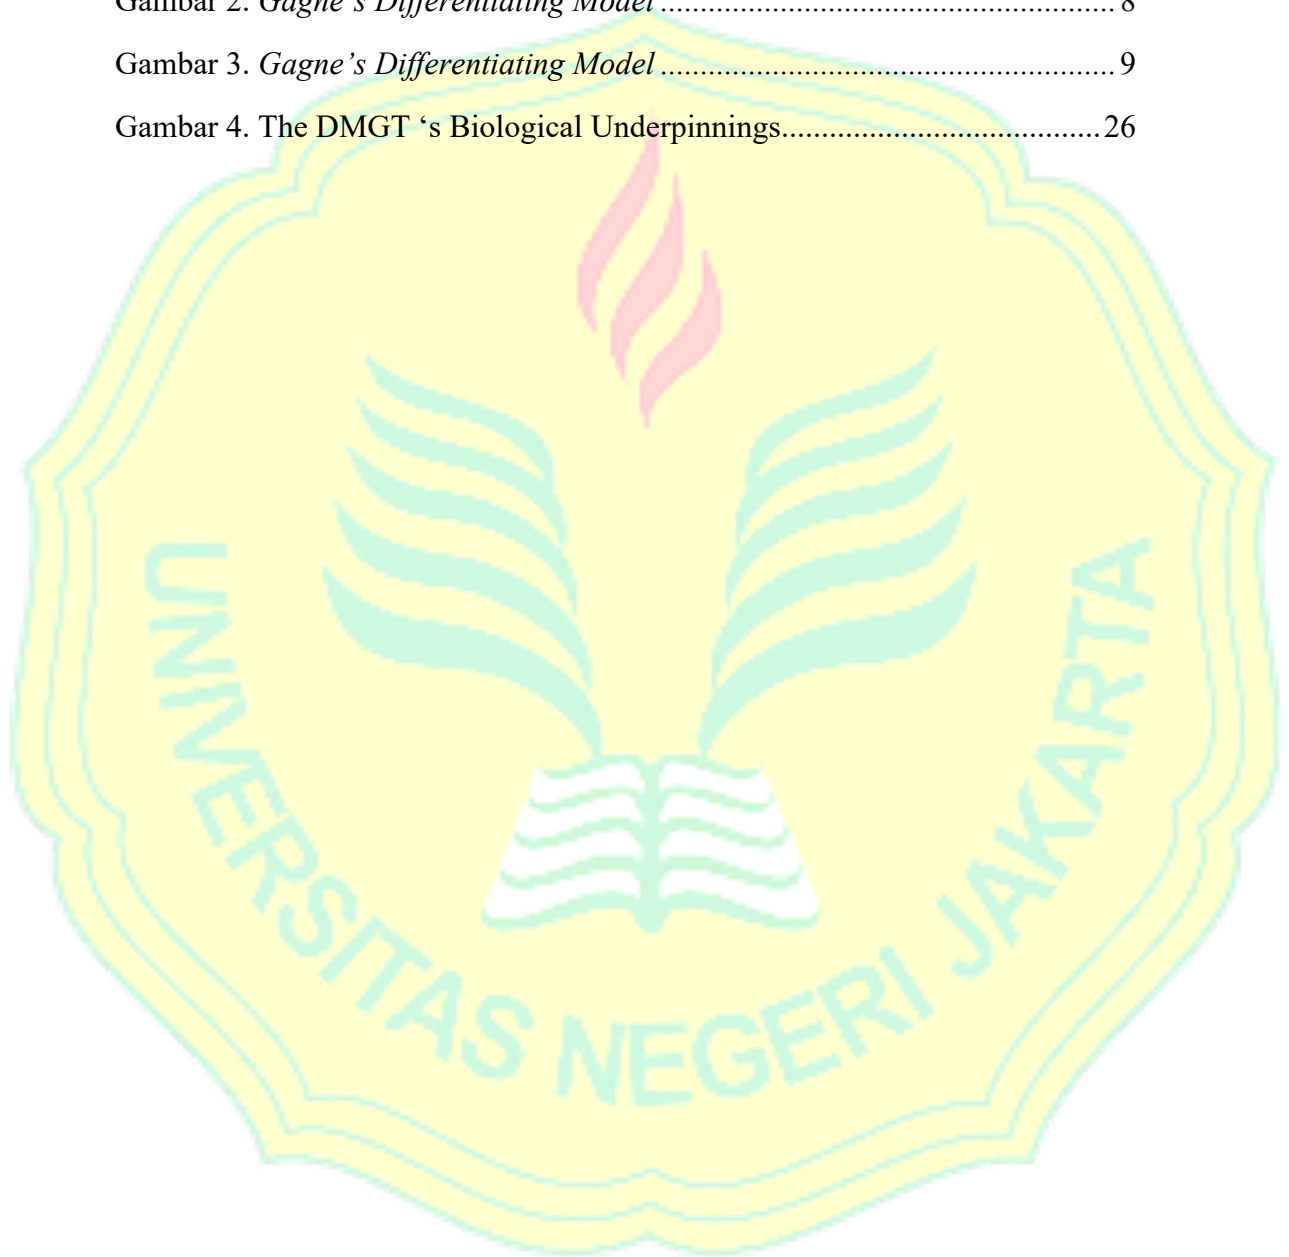 Gambar 2. Gagne’s Differentiating Model ........................................................ 8
Gambar 3. Gagne’s Differentiating Model ........................................................ 9
Gambar 4. The DMGT ‘s Biological Underpinnings....................................... 26
UNIVERSITAS NEGERI JAKARTA